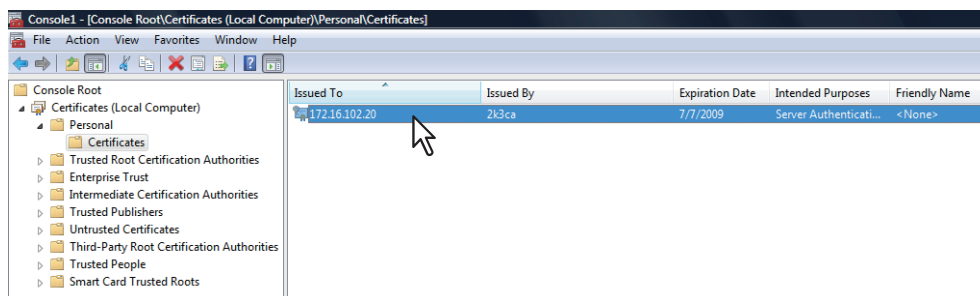 Console1 - [Console Root\Certificates (Local Computer)\Personal\Certificates]
File Action View Favorites Window Help
Console Root
Certificates (Local Computer)
Personal
Certificates
Trusted Root Certification Authorities
Enterprise Trust
Intermediate Certification Authorities
Trusted Publishers
Untrusted Certificates
Third-Party Root Certification Authorities
Trusted People
Smart Card Trusted Roots
Issued To Issued By Expiration Date Intended Purposes Friendly Name
172.16.102.20 2k3ca 7/7/2009 Server Authenticati... <None>